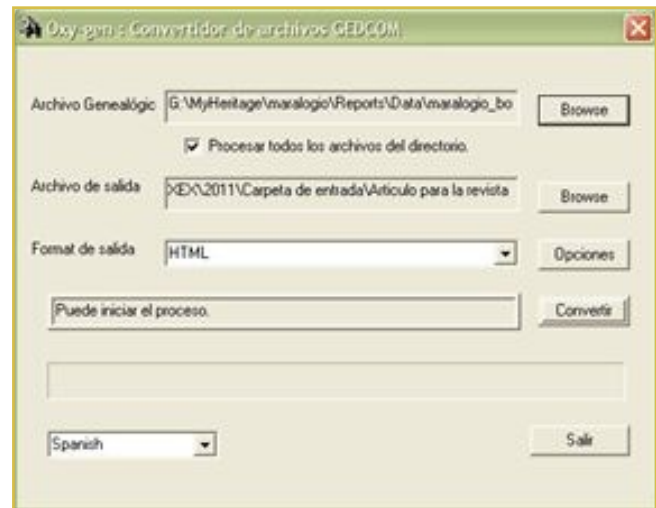 Oxy-gen : Convertidor de archivos GEDCOM
Archivo Genealógic G:\MyHeritage\maralogio\Reports\Data\maralogio_bo Browse
Procesar todos los archivos del directorio.
Archivo de salida XEX\2011\Carpeta de entrada\Articulo para la revista Browse
Format de salida HTML Opciones
Puede iniciar el proceso. Convertir
Spanish Salir